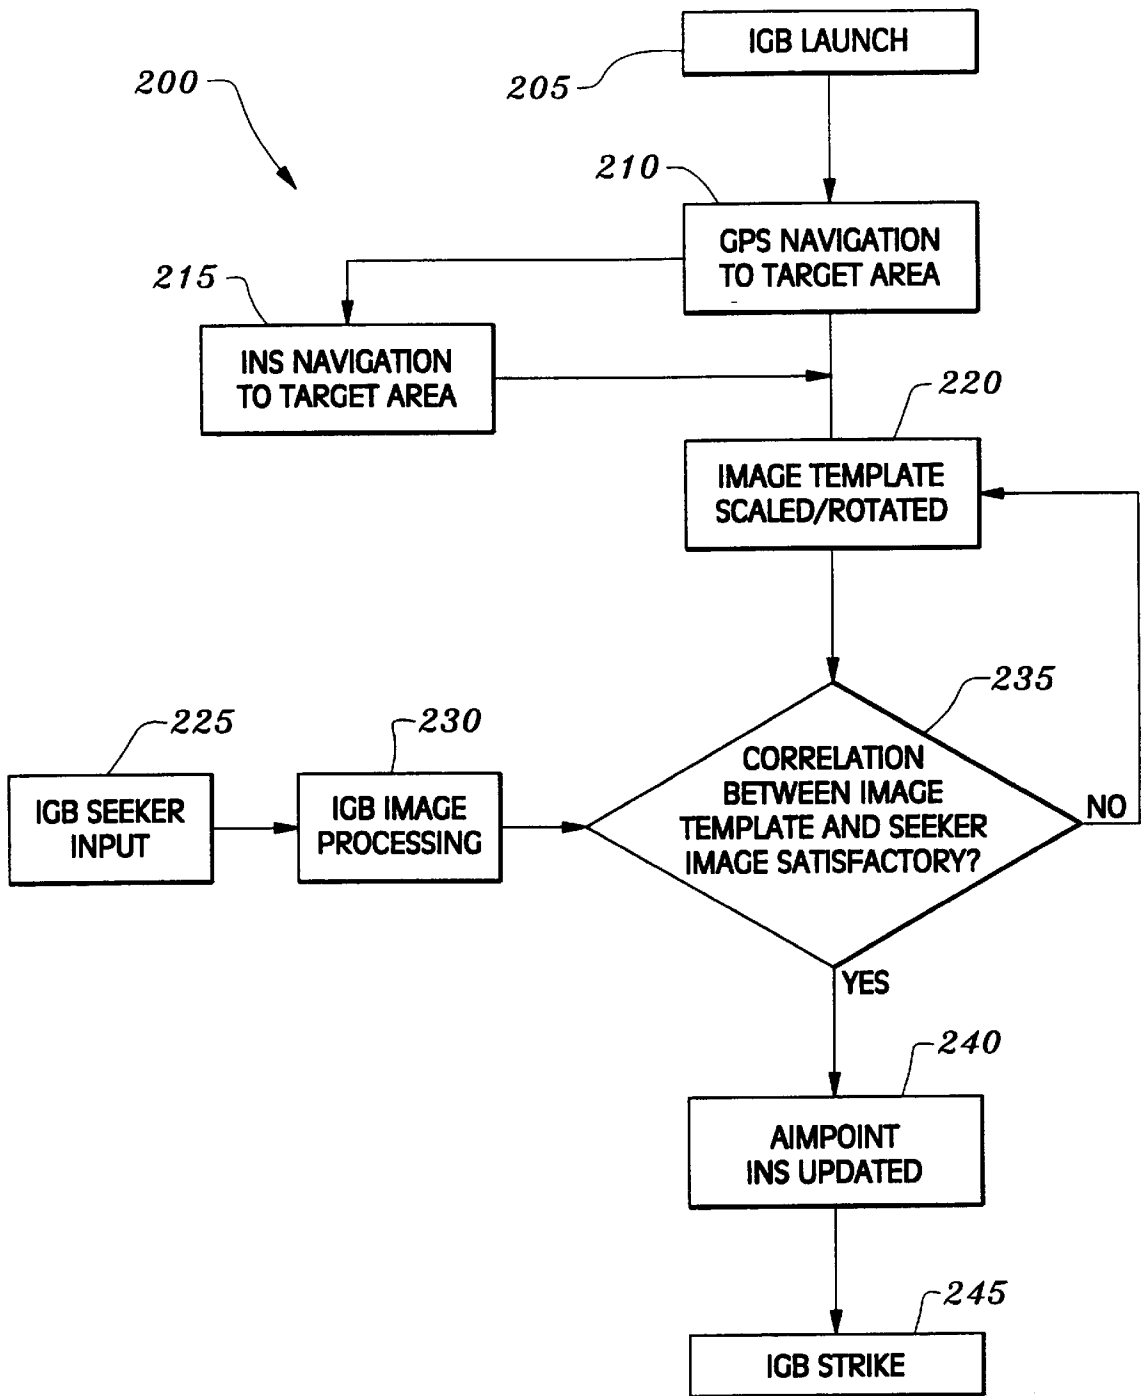 IGB LAUNCH
205
200
210
GPS NAVIGATION
TO TARGET AREA
215
INS NAVIGATION
TO TARGET AREA
220
IMAGE TEMPLATE
SCALED/ROTATED
235
CORRELATION
BETWEEN IMAGE
TEMPLATE AND SEEKER
IMAGE SATISFACTORY?
NO
225
IGB SEEKER
INPUT
230
IGB IMAGE
PROCESSING
YES
240
AIMPOINT
INS UPDATED
245
IGB STRIKE